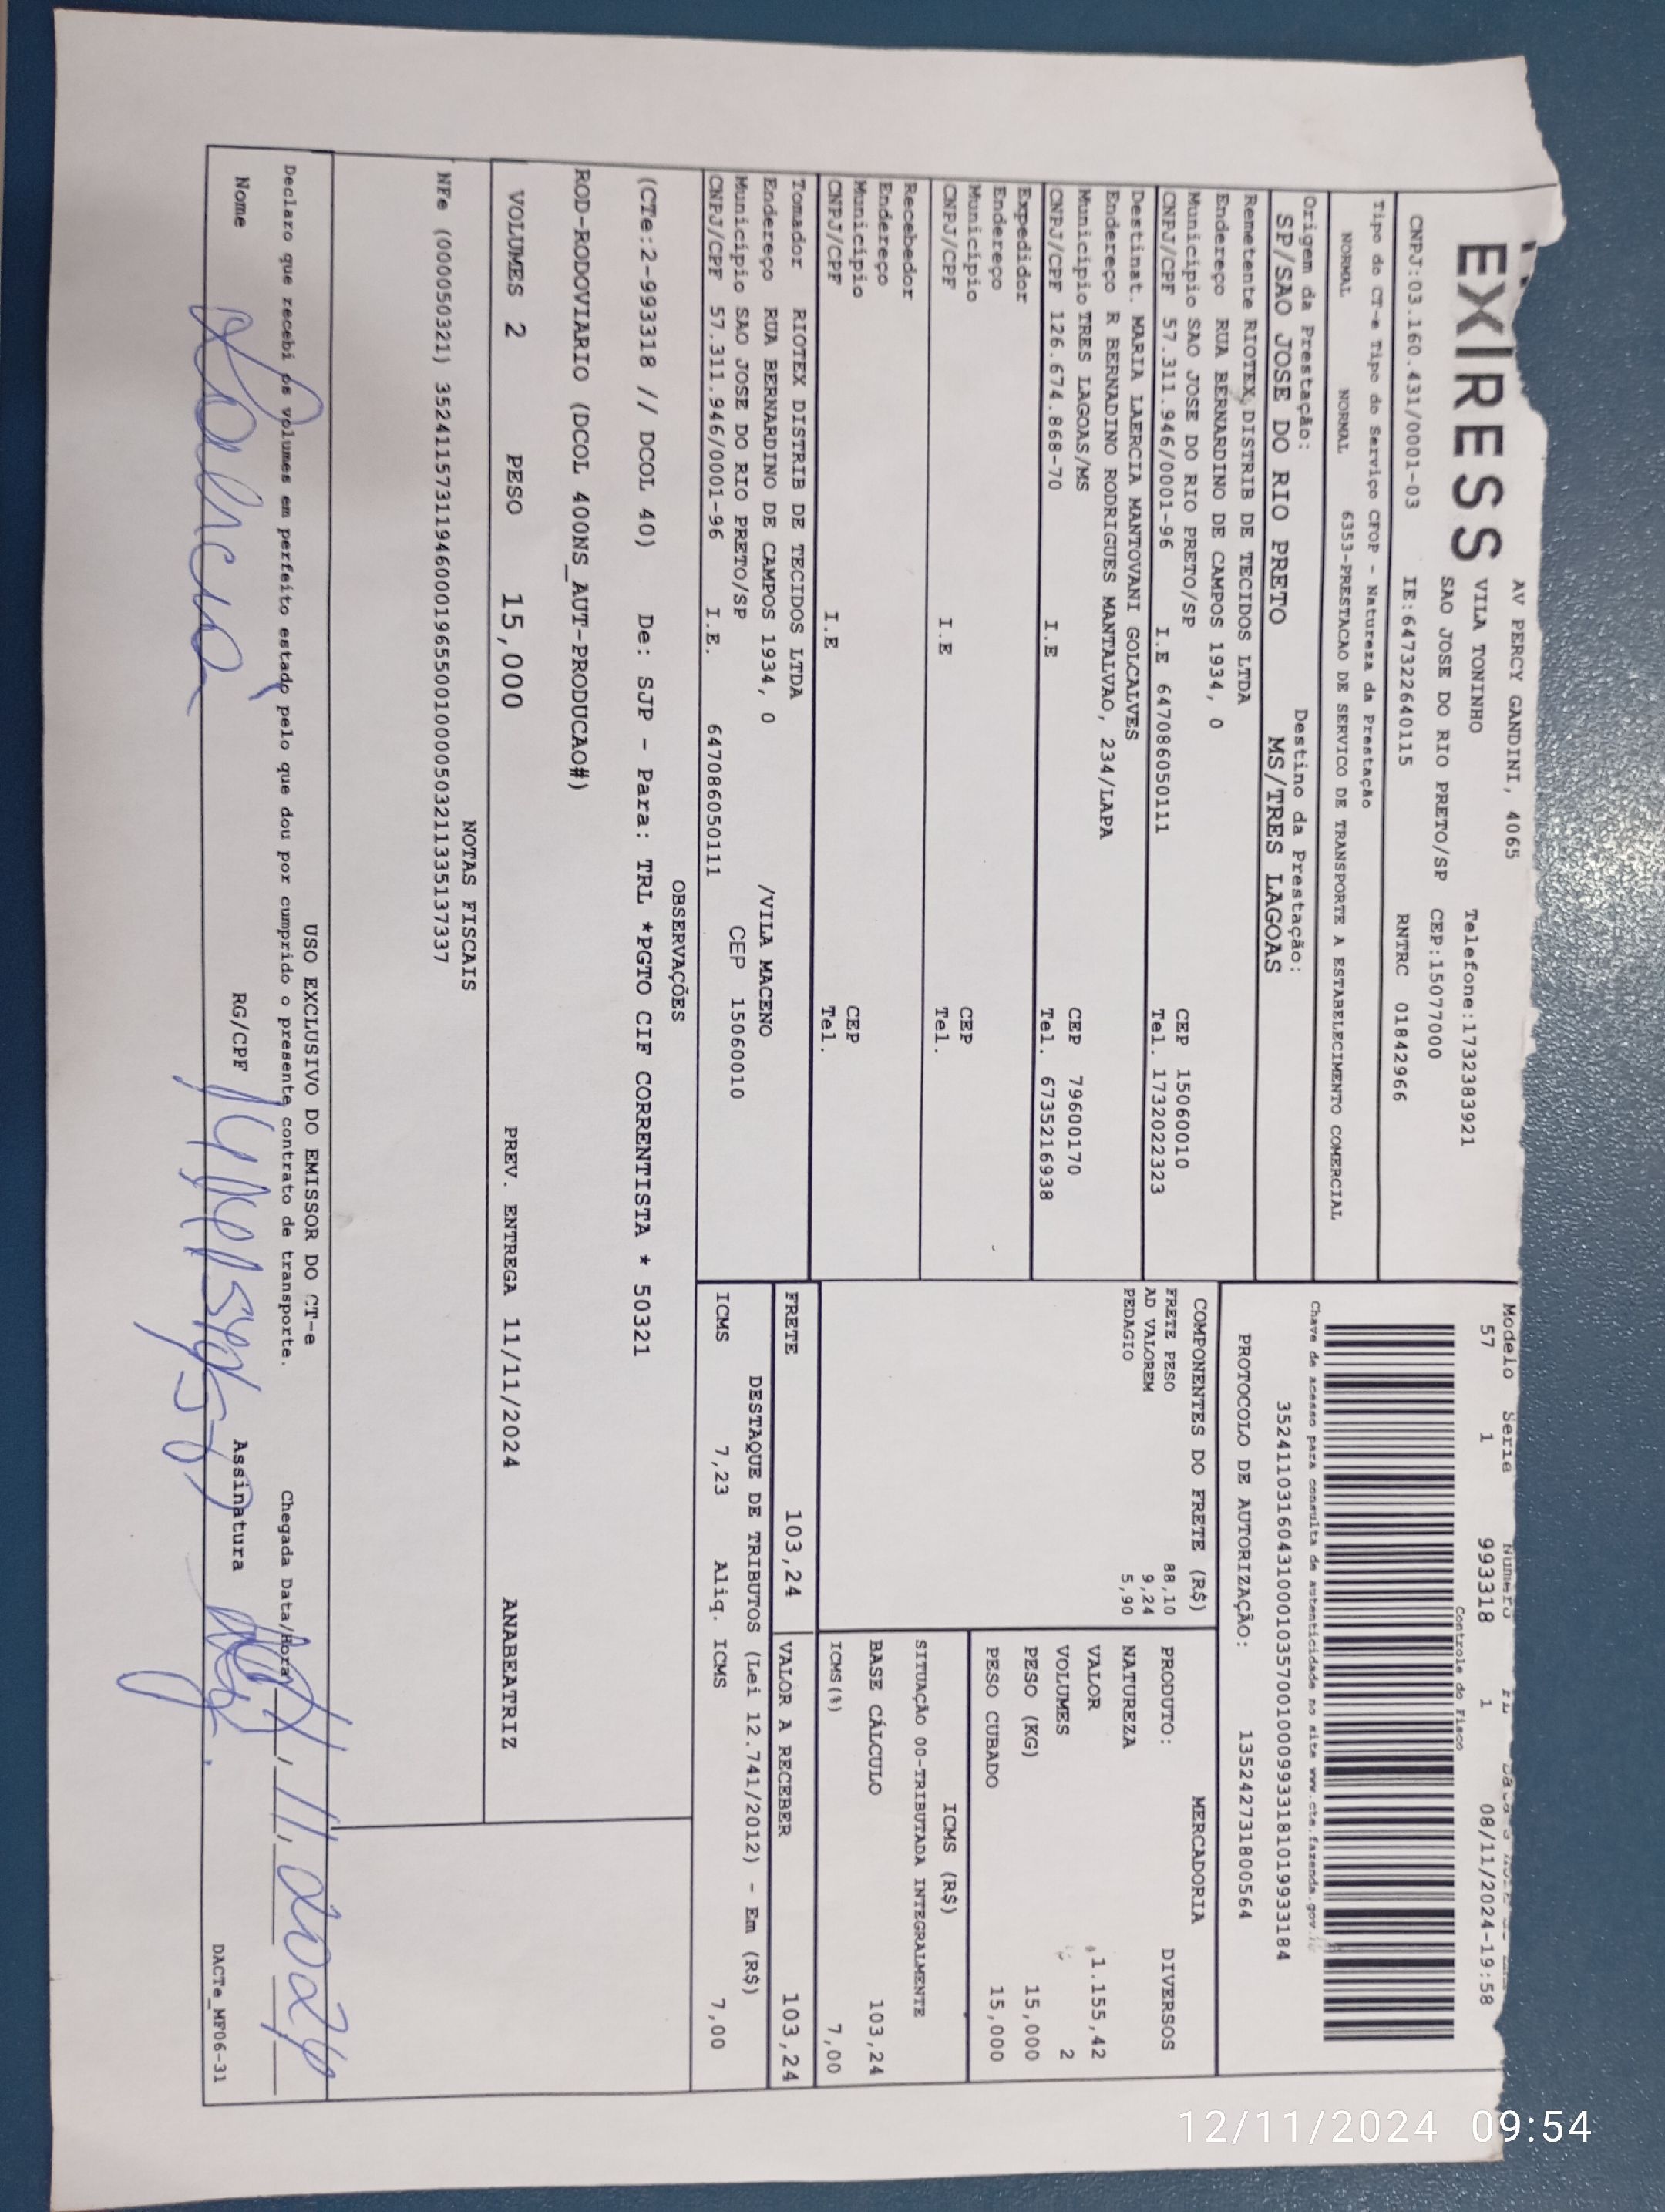 EXPRESS
AV PERCY GANDINI, 4065
VILA TONINHO
Telefone:1732383921
SAO JOSE DO RIO PRETO/SP
CEP:15077000
CNPJ:03.160.431/0001-03
IE:647322640115
RNTRC 01842966
Tipo do CT-e Tipo do Serviço CFOP - Natureza da Prestação
NORMAL NORMAL 6353-PRESTACAO DE SERVICO DE TRANSPORTE A ESTABELECIMENTO COMERCIAL
Origem da Prestação: Destino da Prestação:
SP/SAO JOSE DO RIO PRETO MS/TRES LAGOAS
Remetente RIOTEX DISTRIB DE TECIDOS LTDA
Endereço RUA BERNARDINO DE CAMPOS 1934, 0
Município SAO JOSE DO RIO PRETO/SP CEP 15060010
CNPJ/CPF 57.311.946/0001-96 I.E 647086050111 Tel. 1732022323
Destinat. MARIA LAERCIA MANTOVANI GOLCALVES
Endereço R BERNADINO RODRIGUES MANTALVAO, 234/LAPA
Município TRES LAGOAS/MS CEP 79600170
CNPJ/CPF 126.674.868-70 I.E Tel. 6735216938
Expedidor
Endereço
Município CEP
CNPJ/CPF I.E Tel.
Recebedor
Endereço
Município CEP
CNPJ/CPF I.E Tel.
Tomador RIOTEX DISTRIB DE TECIDOS LTDA
Endereço RUA BERNARDINO DE CAMPOS 1934, 0 /VILA MACENO
Município SAO JOSE DO RIO PRETO/SP CEP 15060010
CNPJ/CPF 57.311.946/0001-96 I.E. 647086050111
Modelo Serie Numero
57 1 993318 1 08/11/2024-19:58
Controle do Fisco
Chave de acesso para consulta de autenticidade no site www.cte.fazenda.gov
35241103160431000103570010009933181019933184
PROTOCOLO DE AUTORIZAÇÃO: 135242731800564
COMPONENTES DO FRETE (R$)
FRETE PESO 88,10
AD VALOREM 9,24
PEDAGIO 5,90
MERCADORIA
PRODUTO: DIVERSOS
NATUREZA
VALOR 1.155,42
VOLUMES 2
PESO (KG) 15,000
PESO CUBADO 15,000
ICMS (R$)
SITUAÇÃO 00-TRIBUTADA INTEGRALMENTE
BASE CÁLCULO 103,24
ICMS(%) 7,00
FRETE 103,24 VALOR A RECEBER 103,24
DESTAQUE DE TRIBUTOS (Lei 12.741/2012) - Em (R$)
ICMS 7,23 Aliq. ICMS 7,00
OBSERVAÇÕES
(CTe:2-993318 // DCOL 40) De: SJP - Para: TRL *PGTO CIF CORRENTISTA * 50321
ROD-RODOVIARIO (DCOL 400NS_AUT-PRODUCAO#)
VOLUMES 2 PESO 15,000 PREV. ENTREGA 11/11/2024 ANABEATRIZ
NOTAS FISCAIS
NFe (000050321) 35241157311946000196550010000503211335137337
USO EXCLUSIVO DO EMISSOR DO CT-e
Declaro que recebi os volumes em perfeito estado pelo que dou por cumprido o presente contrato de transporte. Chegada Data/Hora / 11 / 2024
Nome Laercia RG/CPF Assinatura
DACTe_MF06-31
12/11/2024 09:54